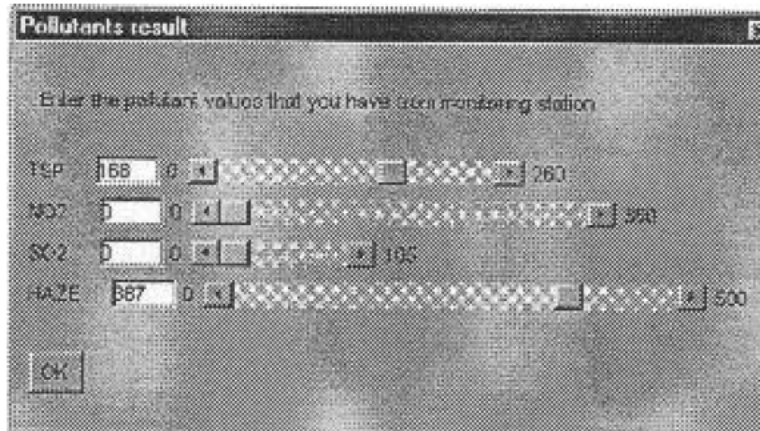 Pollutants result
Enter the pollutant values that you have from monitoring station
TSP 168 0 260
NO2 0 0
SO2 0 0 105
HAZE 387 0 500
OK